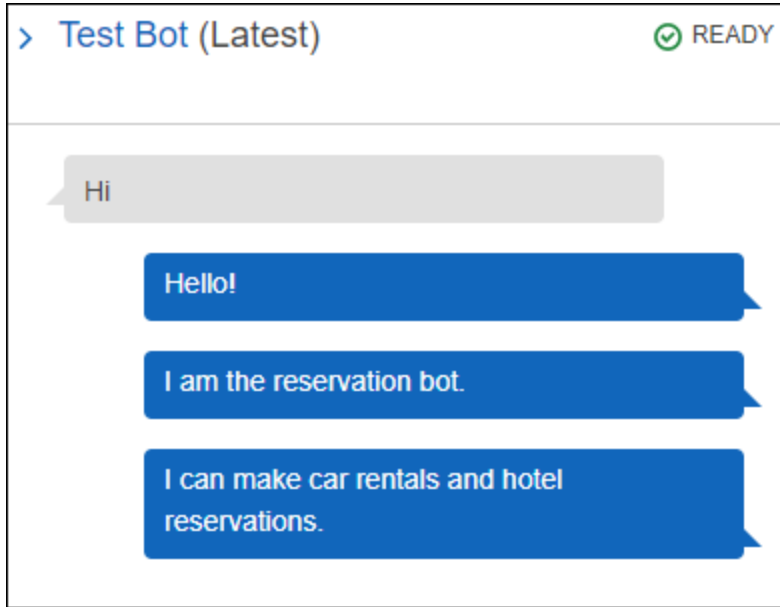 Test Bot (Latest)
READY
Hi
Hello!
I am the reservation bot.
I can make car rentals and hotel
reservations.